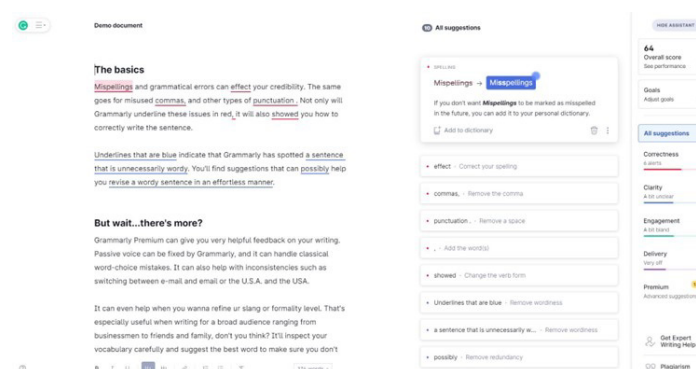 Demo document
The basics
Mispellings and grammatical errors can effect your credibility. The same
goes for misused commas, and other types of punctuation . Not only will
Grammarly underline these issues in red, it will also showed you how to
correctly write the sentence.
Underlines that are blue indicate that Grammarly has spotted a sentence
that is unnecessarily wordy. You'll find suggestions that can possibly help
you revise a wordy sentence in an effortless manner.
But wait...there's more?
Grammarly Premium can give you very helpful feedback on your writing.
Passive voice can be fixed by Grammarly, and it can handle classical
word-choice mistakes. It can also help with inconsistencies such as
switching between e-mail and email or the U.S.A. and the USA.
It can even help when you wanna refine ur slang or formality level. That's
especially useful when writing for a broad audience ranging from
businessmen to friends and family, don't you think? It'll inspect your
vocabulary carefully and suggest the best word to make sure you don't
All suggestions
SPELLING
Mispellings → Misspellings
If you don't want Mispellings to be marked as misspelled
in the future, you can add it to your personal dictionary.
Add to dictionary
effect · Correct your spelling
commas, · Remove the comma
punctuation . · Remove a space
, · Add the word(s)
showed · Change the verb form
Underlines that are blue · Remove wordiness
a sentence that is unnecessarily w... · Remove wordiness
possibly · Remove redundancy
HIDE ASSISTANT
64
Overall score
See performance
Goals
Adjust goals
All suggestions
Correctness
6 alerts
Clarity
A bit unclear
Engagement
A bit bland
Delivery
Very off
Premium
Advanced suggestions
Get Expert
Writing Help
Plagiarism